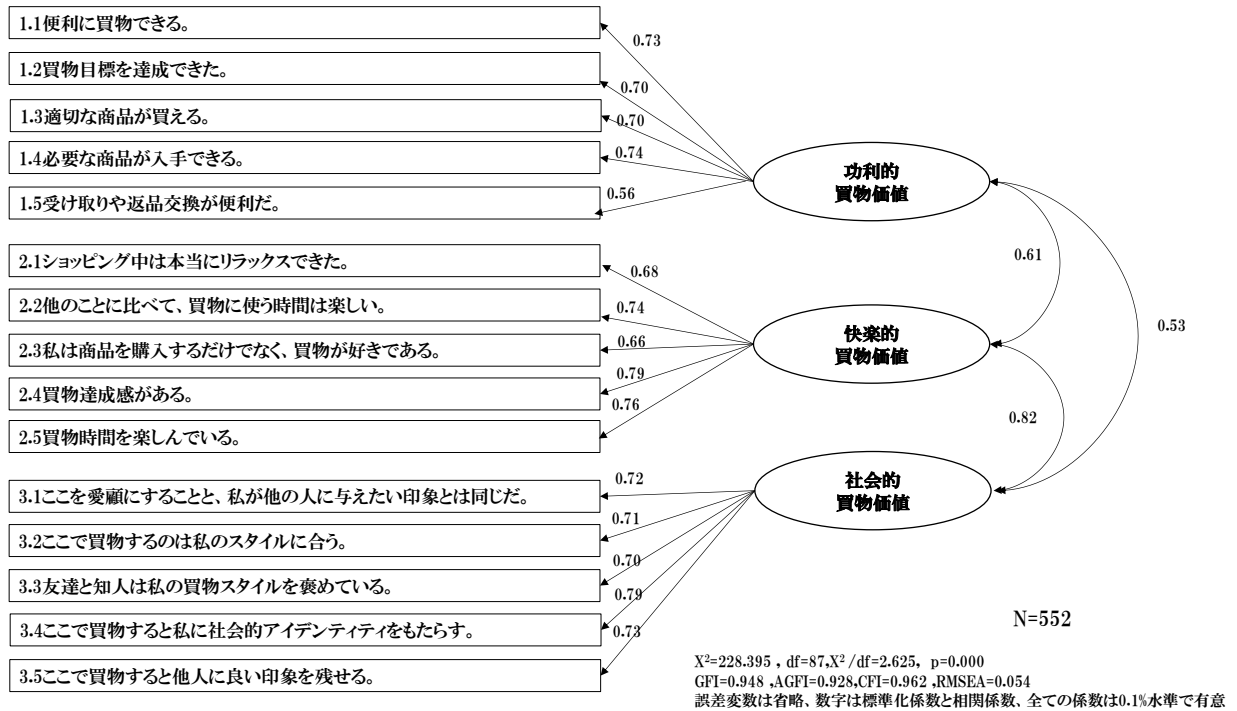 1.1便利に買物できる。
0.73
1.2買物目標を達成できた。
0.70
1.3適切な商品が買える。
0.70
1.4必要な商品が入手できる。
0.74
1.5受け取りや返品交換が便利だ。
0.56
功利的
買物価値
2.1ショッピング中は本当にリラックスできた。
0.68
2.2他のことに比べて、買物に使う時間は楽しい。
0.74
2.3私は商品を購入するだけでなく、買物が好きである。
0.66
2.4買物達成感がある。
0.79
2.5買物時間を楽しんでいる。
0.76
快楽的
買物価値
0.61
0.53
0.82
3.1ここを愛顧にすることと、私が他の人に与えたい印象とは同じだ。
0.72
3.2ここで買物するのは私のスタイルに合う。
0.71
3.3友達と知人は私の買物スタイルを褒めている。
0.70
3.4ここで買物すると私に社会的アイデンティティをもたらす。
0.79
3.5ここで買物すると他人に良い印象を残せる。
0.73
社会的
買物価値
N=552
X²=228.395 , df=87,X²/df=2.625, p=0.000
GFI=0.948 ,AGFI=0.928,CFI=0.962 ,RMSEA=0.054
誤差変数は省略、数字は標準化係数と相関係数、全ての係数は0.1%水準で有意